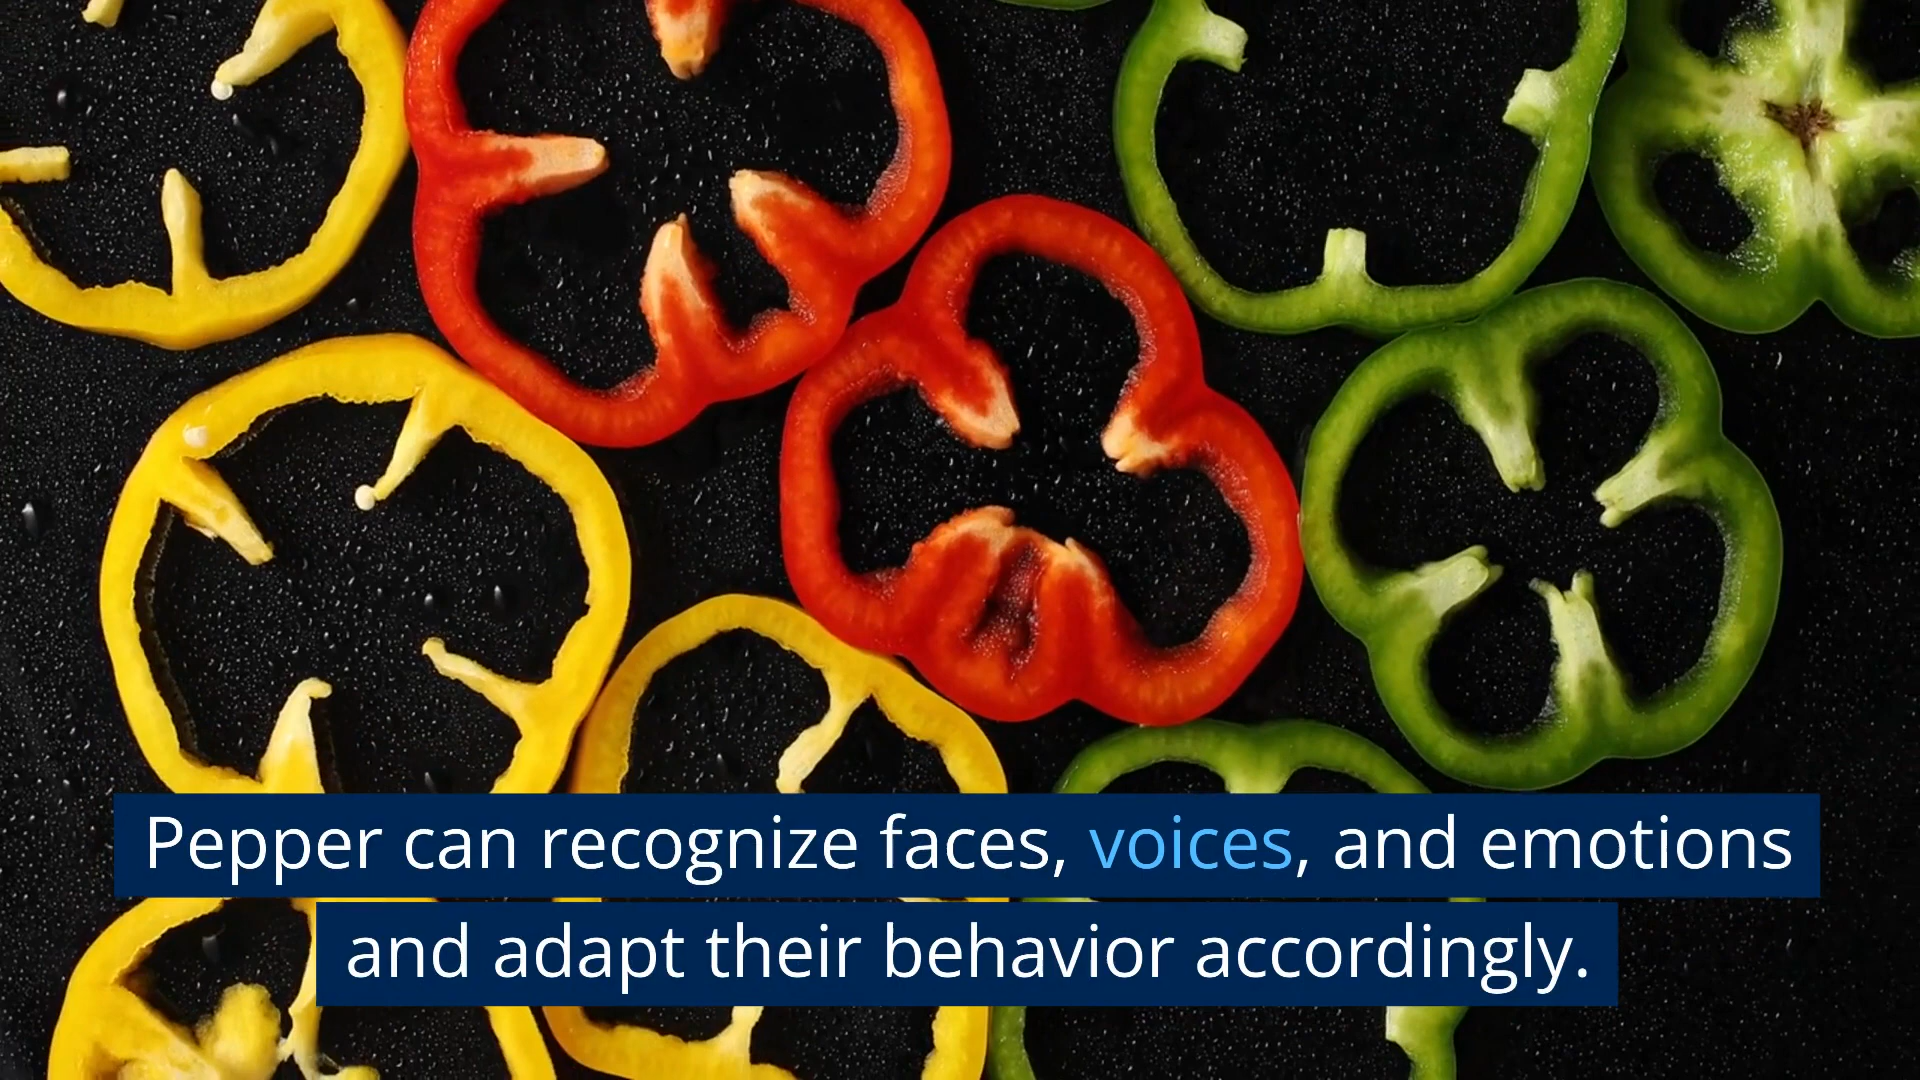 Pepper can recognize faces, voices, and emotions
and adapt their behavior accordingly.